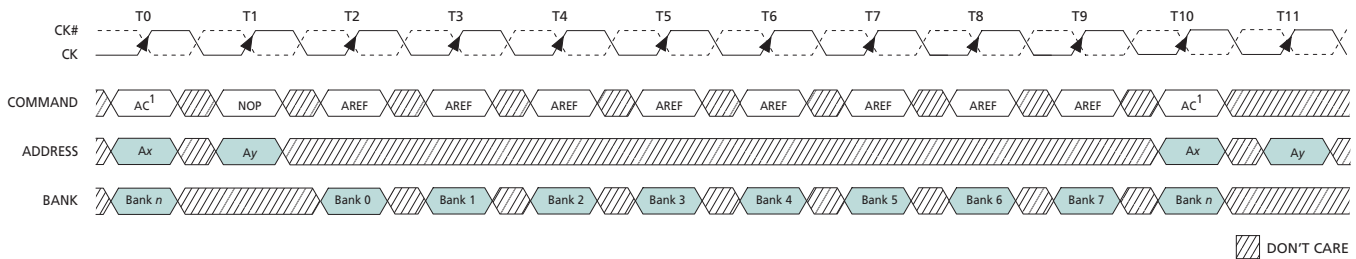 T0 T1 T2 T3 T4 T5 T6 T7 T8 T9 T10 T11
CK#
CK
COMMAND AC¹ NOP AREF AREF AREF AREF AREF AREF AREF AREF AC¹
ADDRESS Ax Ay Ax Ay
BANK Bank n Bank 0 Bank 1 Bank 2 Bank 3 Bank 4 Bank 5 Bank 6 Bank 7 Bank n
DON'T CARE